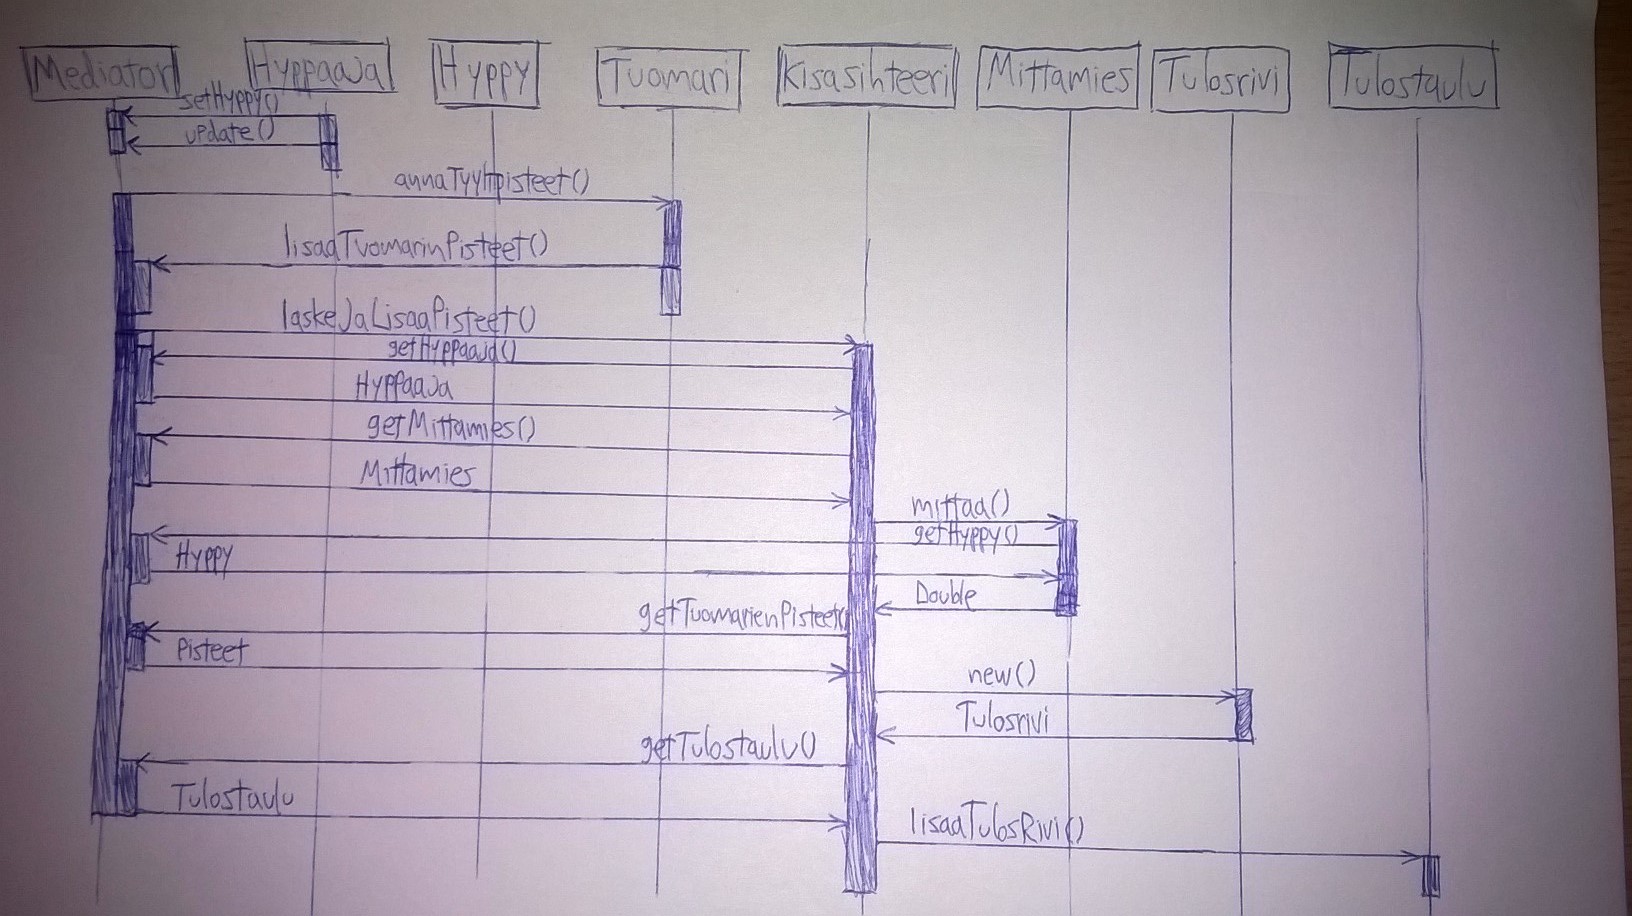 Mediator Hyppaaja Hyppy Tuomari Kisasihteeri Mittamies Tulosrivi Tulostaulu
setHyppy()
update()
annaTyylipisteet()
lisaaTuomarinPisteet()
laskeJaLisaaPisteet()
getHyppaaja()
Hyppaaja
getMittamies()
Mittamies
mittaa()
getHyppy()
Hyppy
Double
getTuomarienPisteet()
Pisteet
new()
Tulosrivi
getTulostaulu()
Tulostaulu
lisaaTulosRivi()